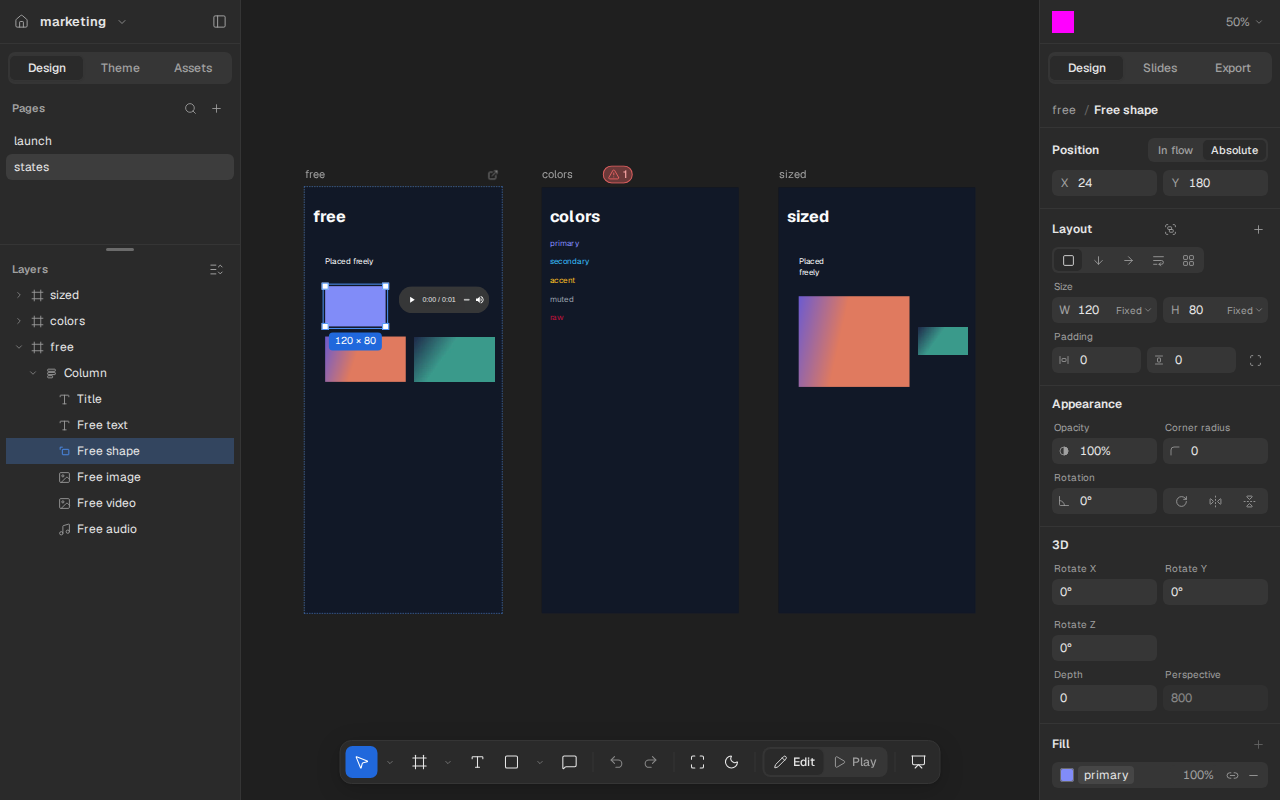 marketing
50%
Design Theme Assets
Design Slides Export
Pages
free / Free shape
launch
states
Position In flow Absolute
X 24 Y 180
free
colors 1
sized
free
colors
sized
Layout
primary
secondary
accent
muted
raw
Placed freely
Placed
freely
0:00 / 0:01
120 × 80
Layers
sized
colors
free
Column
Title
Free text
Free shape
Free image
Free video
Free audio
Size
W 120 Fixed H 80 Fixed
Padding
0 0
Appearance
Opacity Corner radius
100% 0
Rotation
0°
3D
Rotate X Rotate Y
0° 0°
Rotate Z
0°
Depth Perspective
0 800
Fill
primary 100%
Edit Play